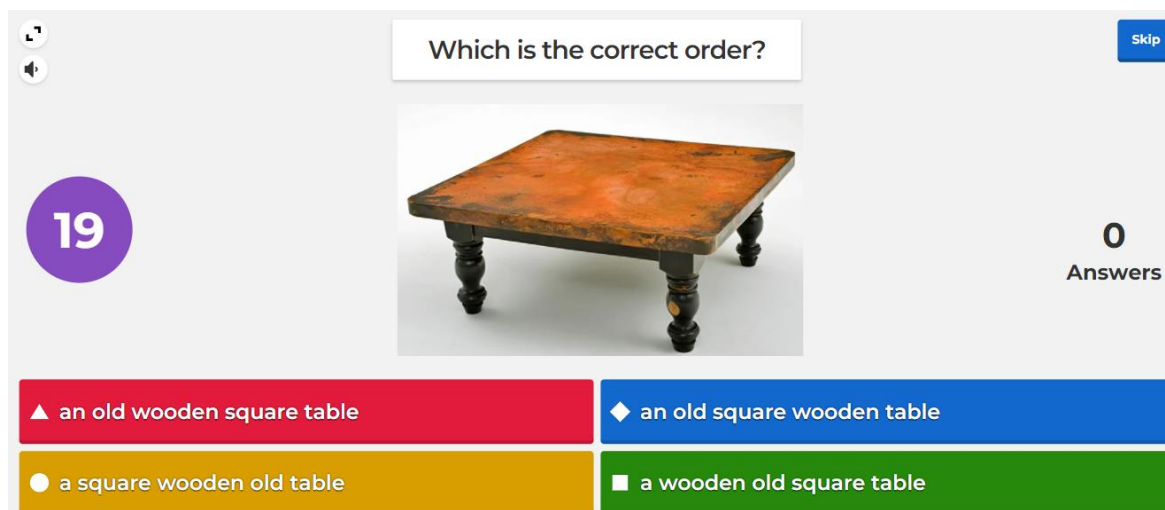 Which is the correct order?
Skip
19
0
Answers
an old wooden square table
an old square wooden table
a square wooden old table
a wooden old square table